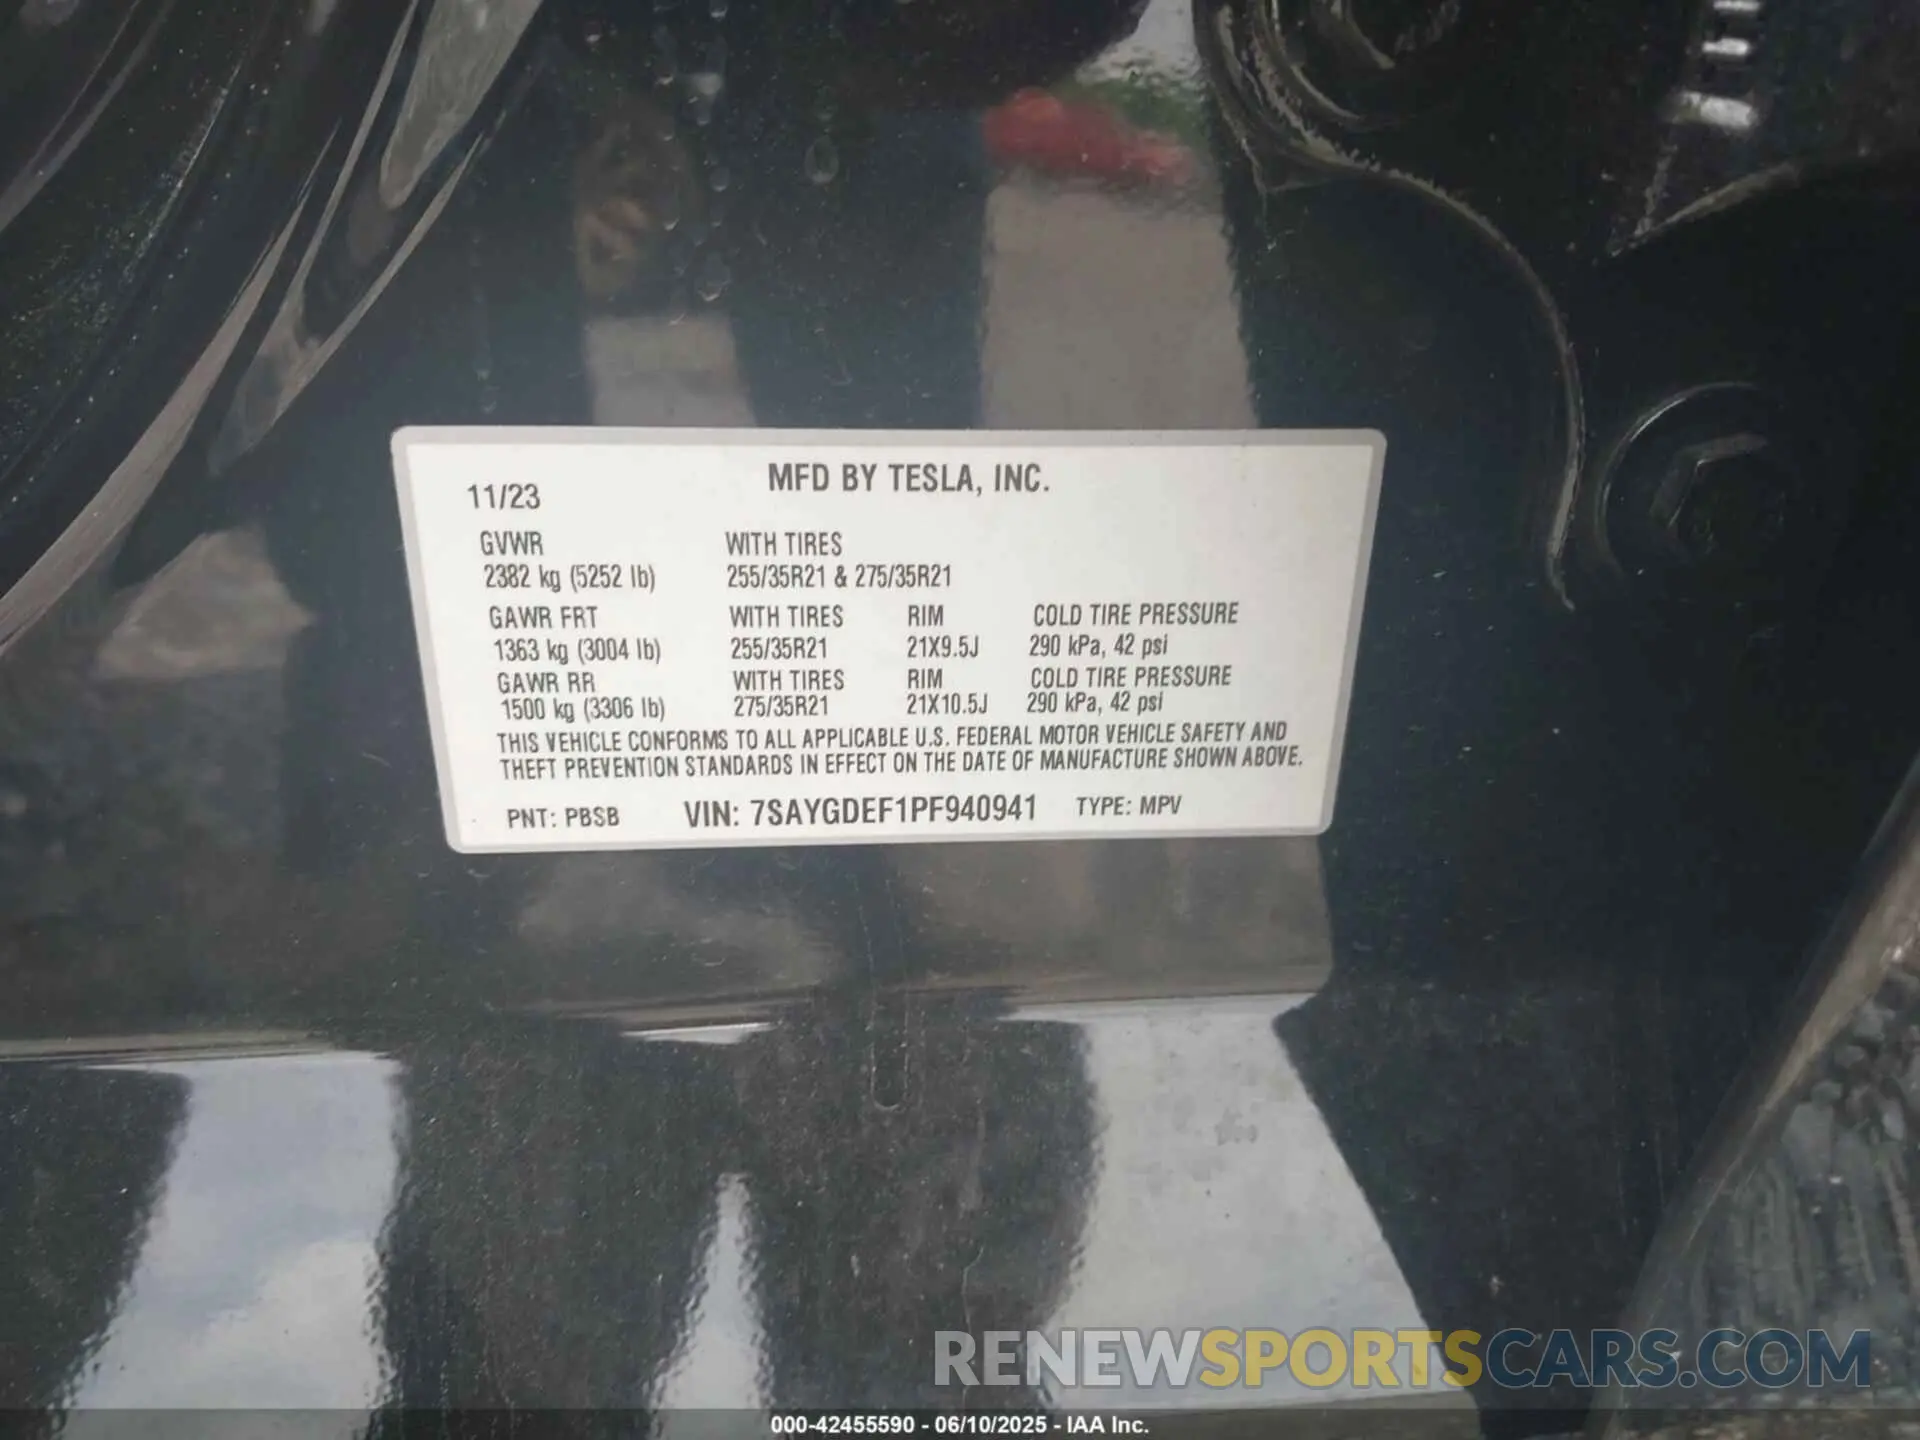 MFD BY TESLA, INC.
11/23
GVWR WITH TIRES
2382 kg (5252 lb) 255/35R21 & 275/35R21
GAWR FRT WITH TIRES RIM COLD TIRE PRESSURE
1363 kg (3004 lb) 255/35R21 21X9.5J 290 kPa, 42 psi
GAWR RR WITH TIRES RIM COLD TIRE PRESSURE
1500 kg (3306 lb) 275/35R21 21X10.5J 290 kPa, 42 psi
THIS VEHICLE CONFORMS TO ALL APPLICABLE U.S. FEDERAL MOTOR VEHICLE SAFETY AND
THEFT PREVENTION STANDARDS IN EFFECT ON THE DATE OF MANUFACTURE SHOWN ABOVE.
PNT: PBSB VIN: 7SAYGDEF1PF940941 TYPE: MPV
RENEWSPORTSCARS.COM
000-42455590 - 06/10/2025 - IAA Inc.